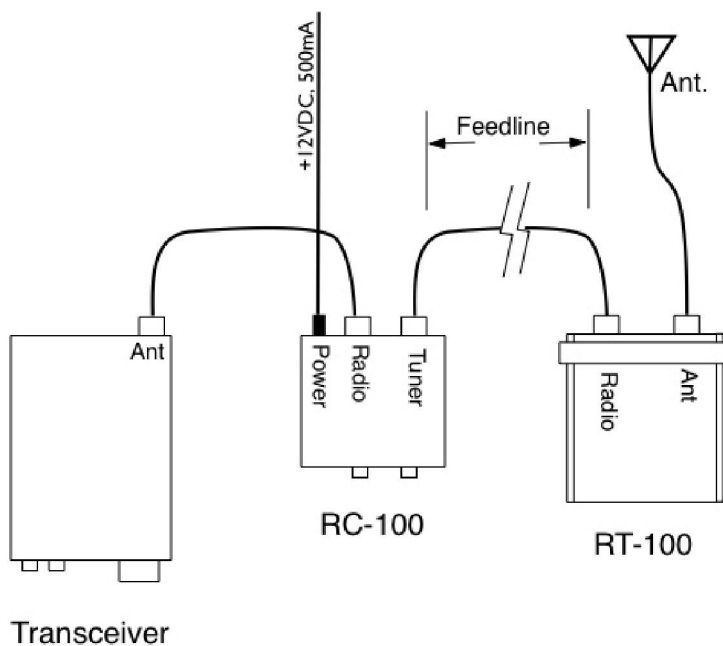 +12VDC, 500mA
Ant.
Feedline
Ant
Power
Radio
Tuner
Radio
Ant
RC-100
RT-100
Transceiver